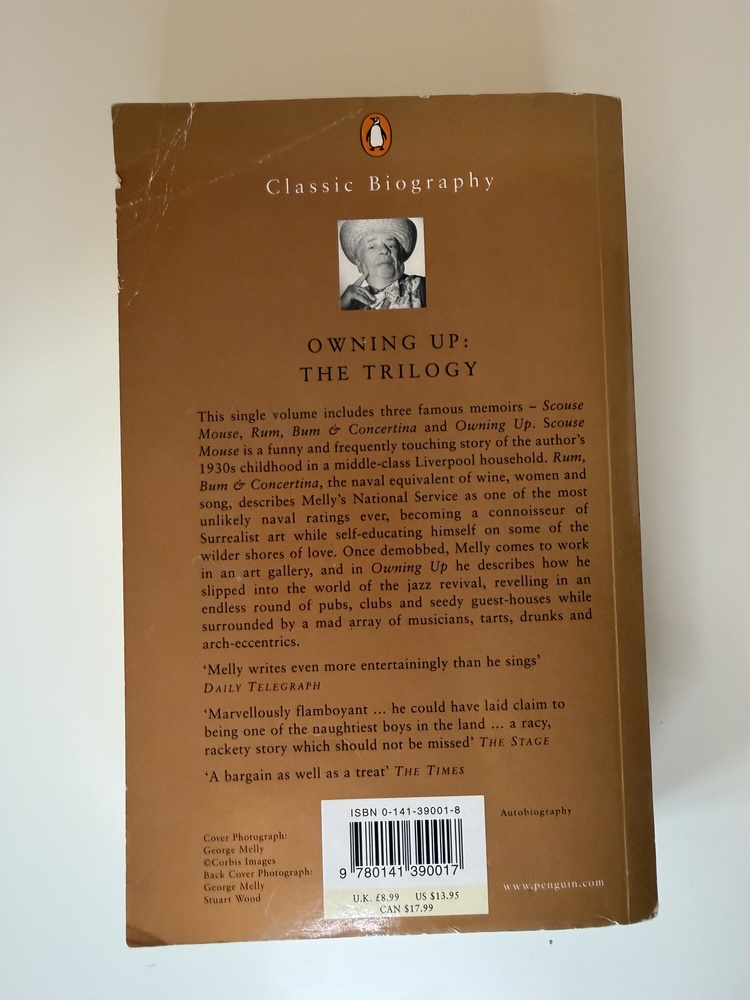 Classic Biography
OWNING UP:
THE TRILOGY
This single volume includes three famous memoirs – Scouse
Mouse, Rum, Bum & Concertina and Owning Up. Scouse
Mouse is a funny and frequently touching story of the author's
1930s childhood in a middle-class Liverpool household. Rum,
Bum & Concertina, the naval equivalent of wine, women and
song, describes Melly's National Service as one of the most
unlikely naval ratings ever, becoming a connoisseur of
Surrealist art while self-educating himself on some of the
wilder shores of love. Once demobbed, Melly comes to work
in an art gallery, and in Owning Up he describes how he
slipped into the world of the jazz revival, revelling in an
endless round of pubs, clubs and seedy guest-houses while
surrounded by a mad array of musicians, tarts, drunks and
arch-eccentrics.
'Melly writes even more entertainingly than he sings'
DAILY TELEGRAPH
'Marvellously flamboyant ... he could have laid claim to
being one of the naughtiest boys in the land ... a racy,
rackety story which should not be missed' THE STAGE
'A bargain as well as a treat' THE TIMES
Cover Photograph:
George Melly
©Corbis Images
Back Cover Photograph:
George Melly
Stuart Wood
ISBN 0-141-39001-8
9 780141 390017
U.K. £8.99 US $13.95
CAN $17.99
Autobiography
www.penguin.com